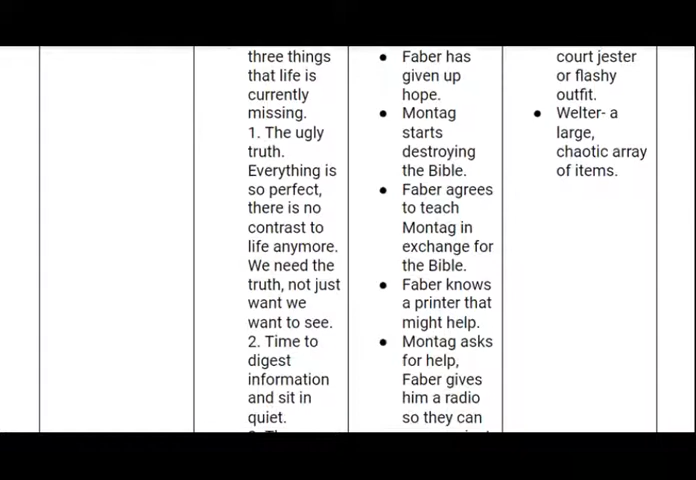 three things
that life is
currently
missing.
1. The ugly
truth.
Everything is
so perfect,
there is no
contrast to
life anymore.
We need the
truth, not just
want we
want to see.
2. Time to
digest
information
and sit in
quiet.
● Faber has
given up
hope.
● Montag
starts
destroying
the Bible.
● Faber agrees
to teach
Montag in
exchange for
the Bible.
● Faber knows
a printer that
might help.
● Montag asks
for help,
Faber gives
him a radio
so they can
court jester
or flashy
outfit.
● Welter- a
large,
chaotic array
of items.